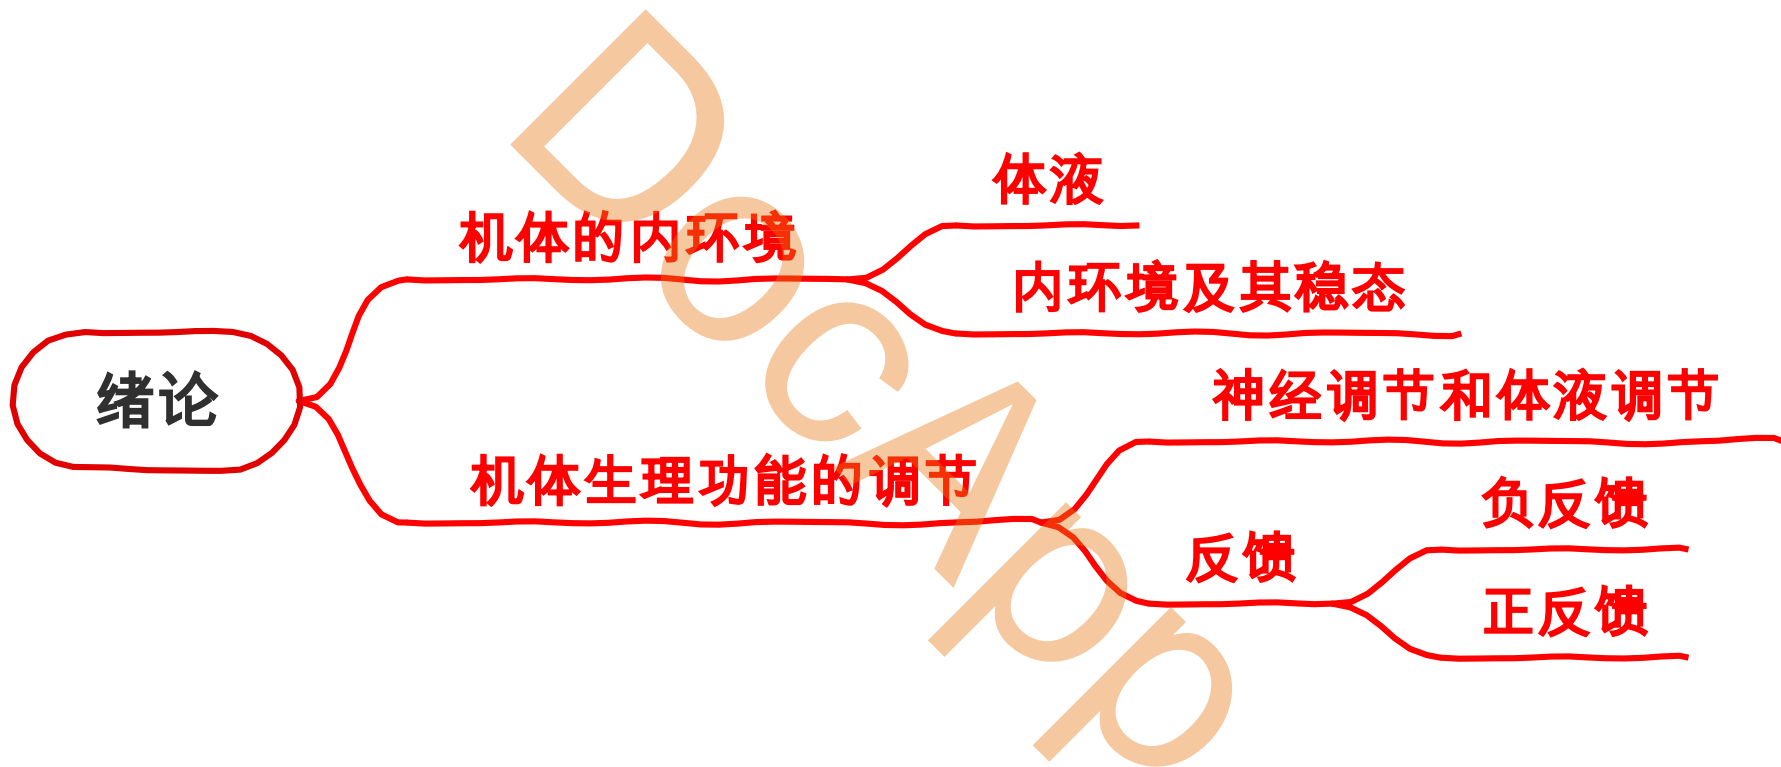 绪论
机体的内环境
体液
内环境及其稳态
机体生理功能的调节
神经调节和体液调节
反馈
负反馈
正反馈
DocApp